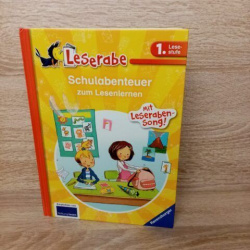 Leserabe
1. Lese-
stufe
Schulabenteuer
zum Lesenlernen
Mit
Leseraben-
Song!
Ravensburger